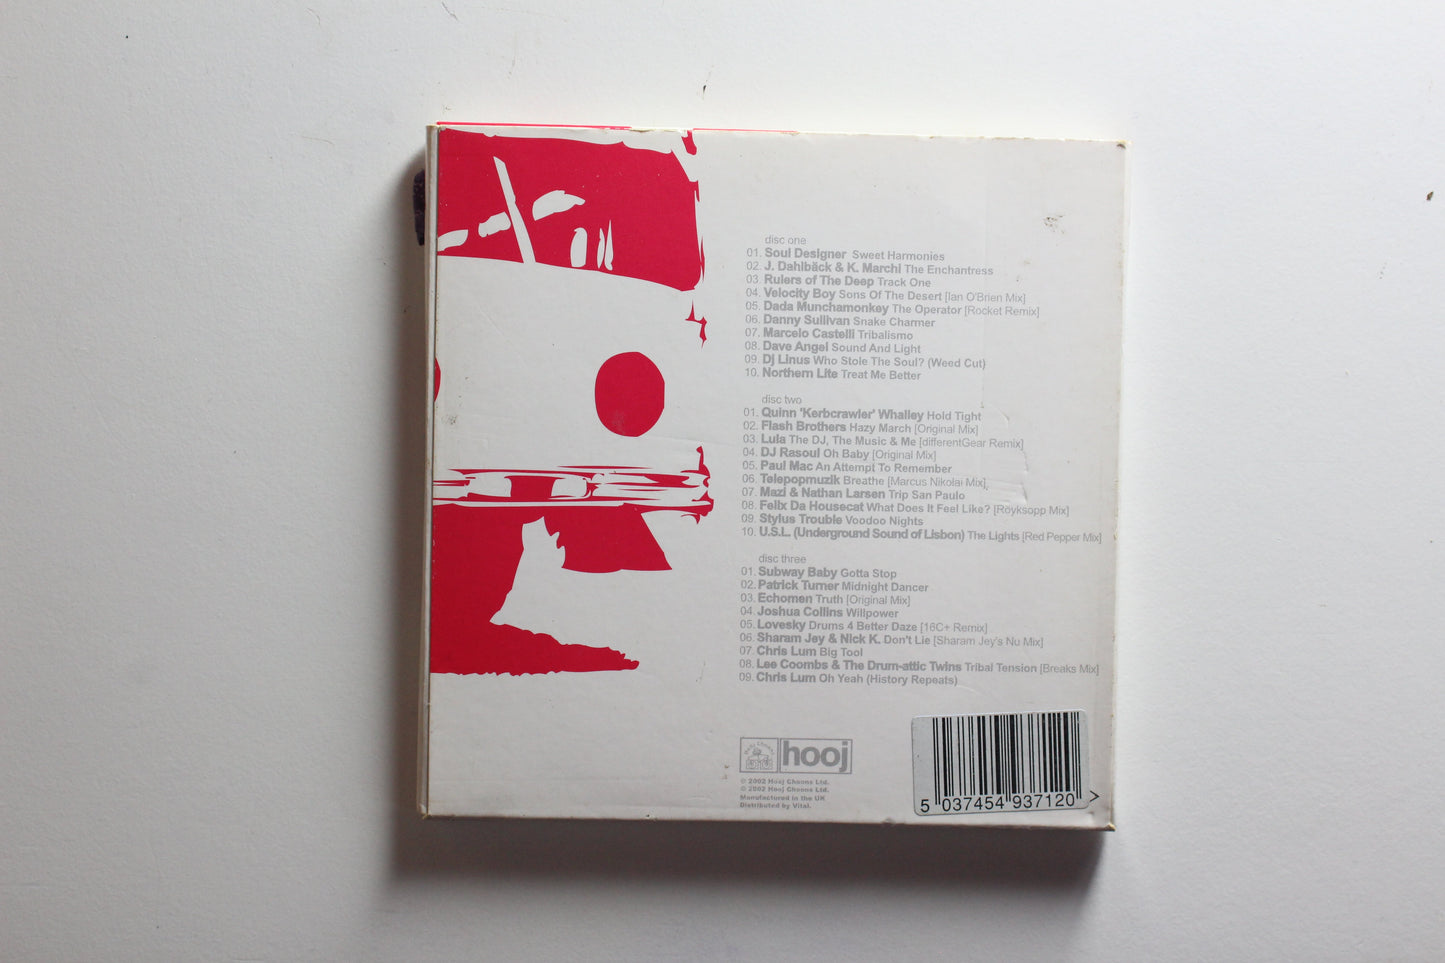 disc one
01. Soul Designer Sweet Harmonies
02. J. Dahlbäck & K. Marchi The Enchantress
03. Rulers of The Deep Track One
04. Velocity Boy Sons Of The Desert [Ian O'Brien Mix]
05. Dada Munchamonkey The Operator [Rocket Remix]
06. Danny Sullivan Snake Charmer
07. Marcelo Castelli Tribalismo
08. Dave Angel Sound And Light
09. Dj Linus Who Stole The Soul? (Weed Cut)
10. Northern Lite Treat Me Better
disc two
01. Quinn 'Kerbcrawler' Whalley Hold Tight
02. Flash Brothers Hazy March [Original Mix]
03. Lula The DJ, The Music & Me [differentGear Remix]
04. DJ Rasoul Oh Baby [Original Mix]
05. Paul Mac An Attempt To Remember
06. Telepopmuzik Breathe [Marcus Nikolai Mix]
07. Mazi & Nathan Larsen Trip San Paulo
08. Felix Da Housecat What Does It Feel Like? [Royksopp Mix]
09. Stylus Trouble Voodoo Nights
10. U.S.L. (Underground Sound of Lisbon) The Lights [Red Pepper Mix]
disc three
01. Subway Baby Gotta Stop
02. Patrick Turner Midnight Dancer
03. Echomen Truth [Original Mix]
04. Joshua Collins Willpower
05. Lovesky Drums 4 Better Daze [16C+ Remix]
06. Sharam Jey & Nick K. Don't Lie [Sharam Jey's Nu Mix]
07. Chris Lum Big Tool
08. Lee Coombs & The Drum-attic Twins Tribal Tension [Breaks Mix]
09. Chris Lum Oh Yeah (History Repeats)
hooj
© 2002 Hooj Choons Ltd.
© 2002 Hooj Choons Ltd.
Manufactured in the UK
Distributed by Vital.
5 037454 937120 >